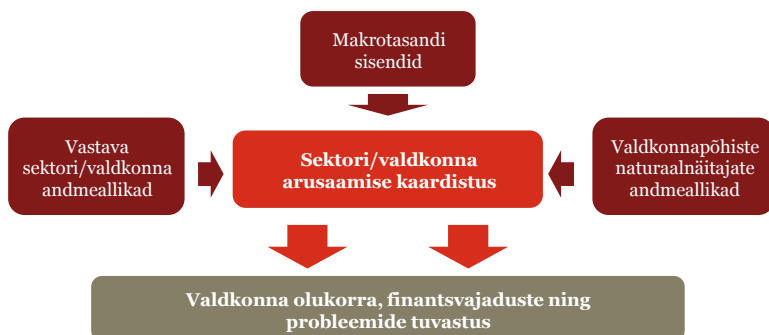 Makrotasandi
sisendid
Vastava
sektori/valdkonna
andmeallikad
Sektori/valdkonna
arusaamise kaardistus
Valdkonnapõhiste
naturaalnäitajate
andmeallikad
Valdkonna olukorra, finantsvajaduste ning
probleemide tuvastus